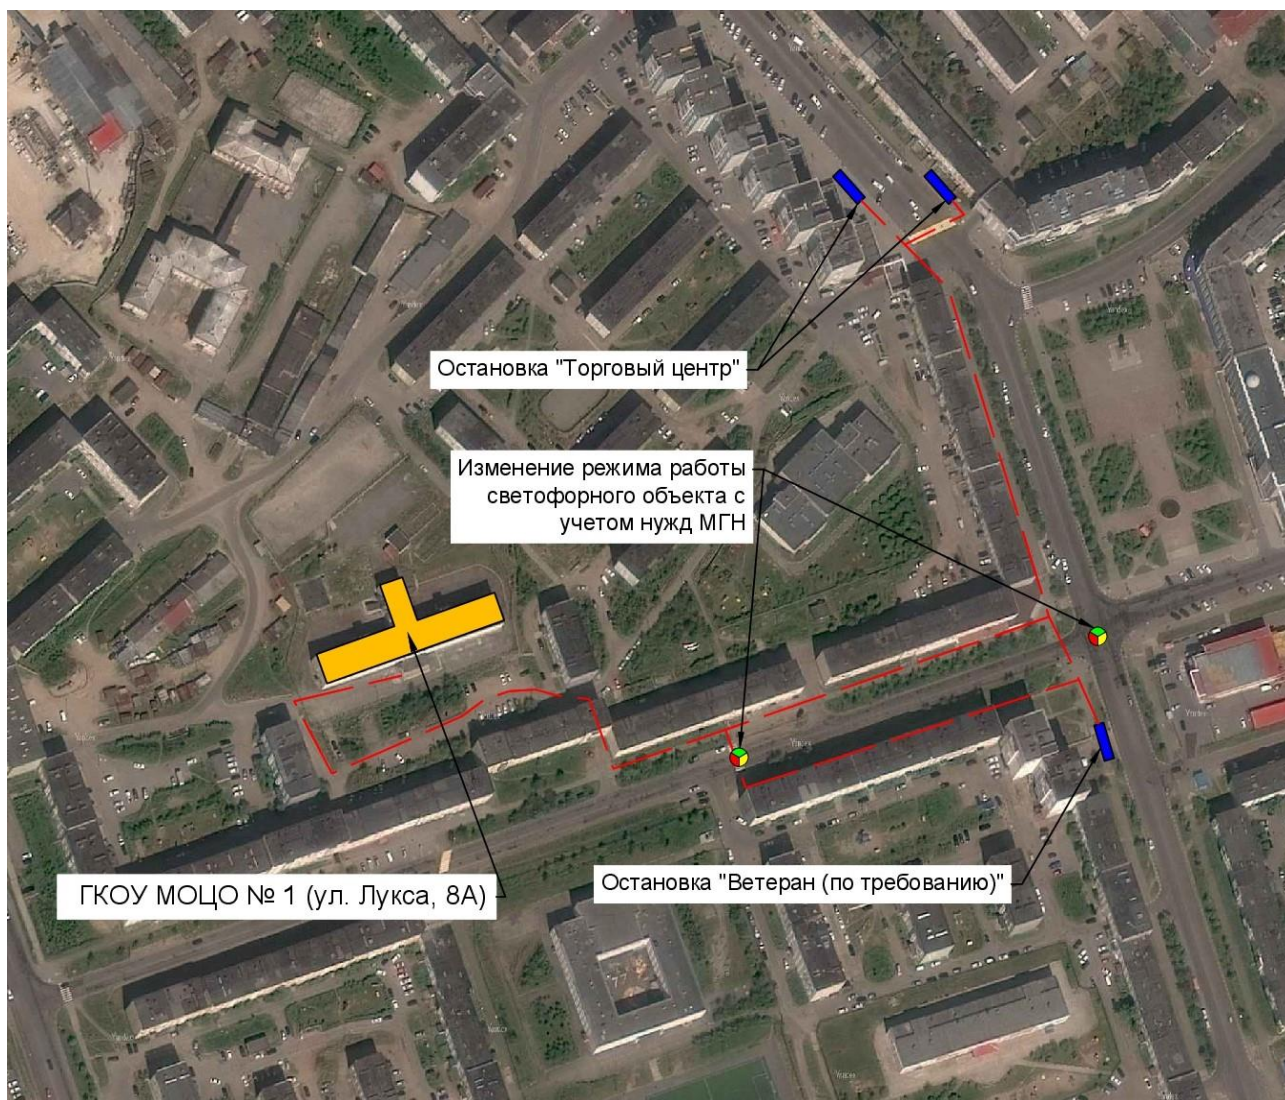 Остановка "Торговый центр"
Изменение режима работы
светофорного объекта с
учетом нужд МГН
ГКОУ МОЦО № 1 (ул. Лукса, 8А)
Остановка "Ветеран (по требованию)"